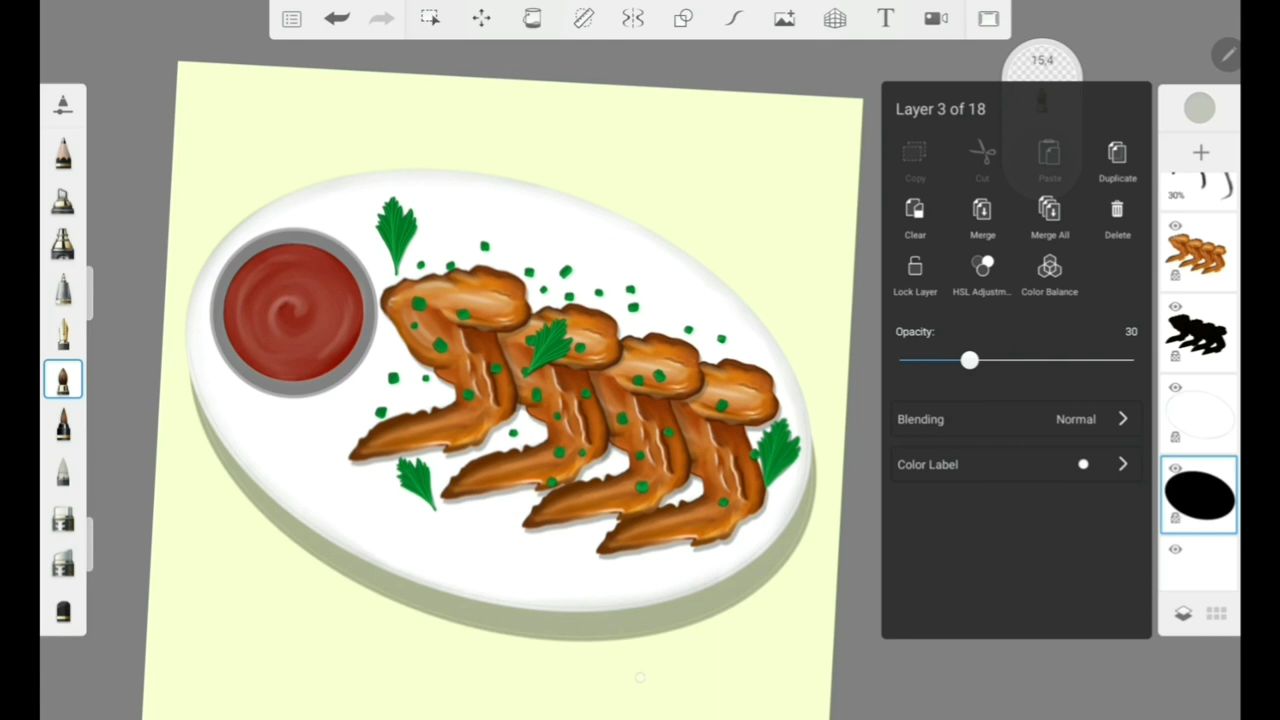 15.4
Layer 3 of 18
Copy Cut Paste Duplicate
Clear Merge Merge All Delete
Lock Layer HSL Adjustm... Color Balance
Opacity: 30
Blending Normal
Color Label
30%
T